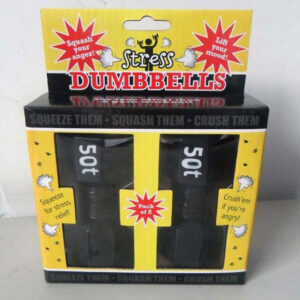 Squash
your
anger!
Lift
your
mood!
Stress
DUMBBELLS
SQUEEZE THEM - SQUASH THEM - CRUSH THEM
50t
50t
Pack
of 2
Squeeze
for stress
relief!
Crush 'em
if you're
angry!
SQUEEZE THEM - SQUASH THEM - CRUSH THEM